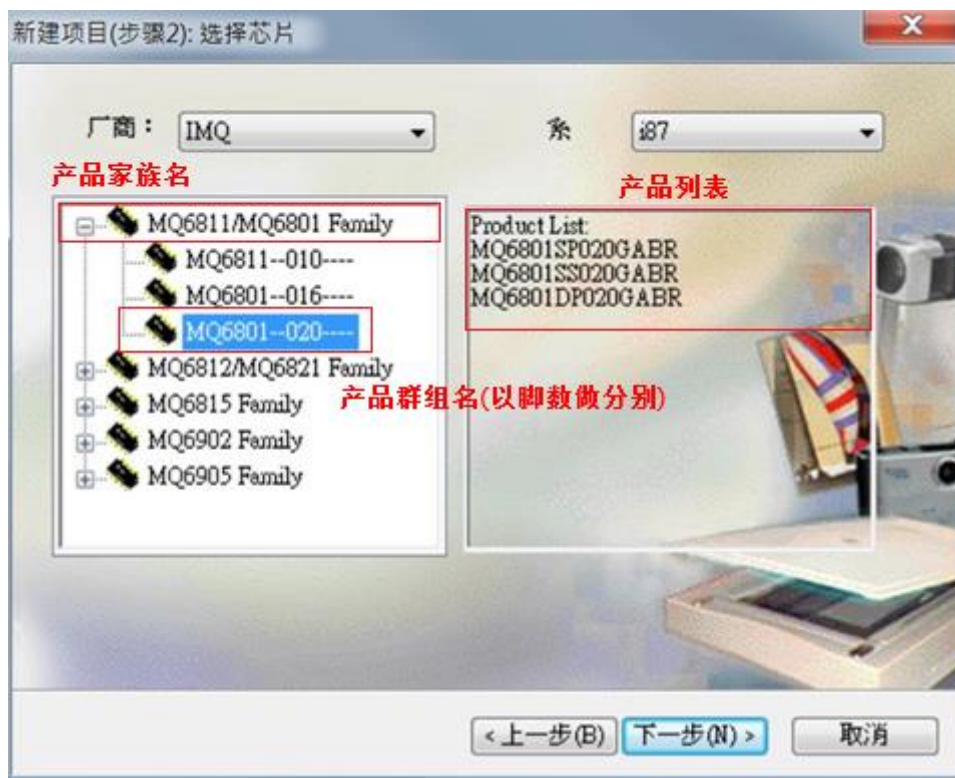 新建项目(步骤2): 选择芯片
厂商： IMQ 系 i87
产品家族名
产品列表
MQ6811/MQ6801 Family
MQ6811--010----
MQ6801--016----
MQ6801--020----
MQ6812/MQ6821 Family
MQ6815 Family
MQ6902 Family
MQ6905 Family
产品群组名(以脚数做分别)
Product List:
MQ6801SP020GABR
MQ6801SS020GABR
MQ6801DP020GABR
<上一步(B) 下一步(N)> 取消